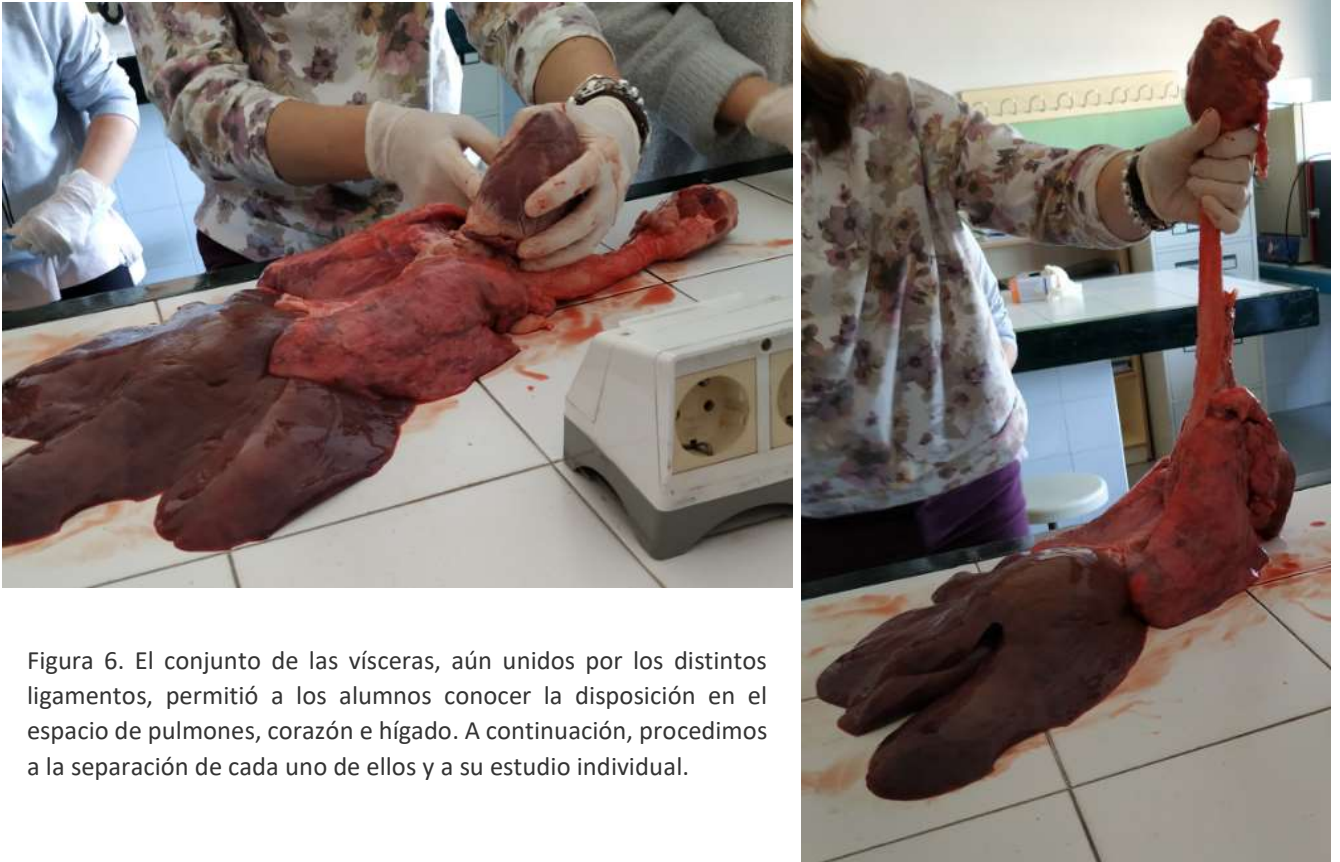 Figura 6. El conjunto de las vísceras, aún unidos por los distintos
ligamentos, permitió a los alumnos conocer la disposición en el
espacio de pulmones, corazón e hígado. A continuación, procedimos
a la separación de cada uno de ellos y a su estudio individual.